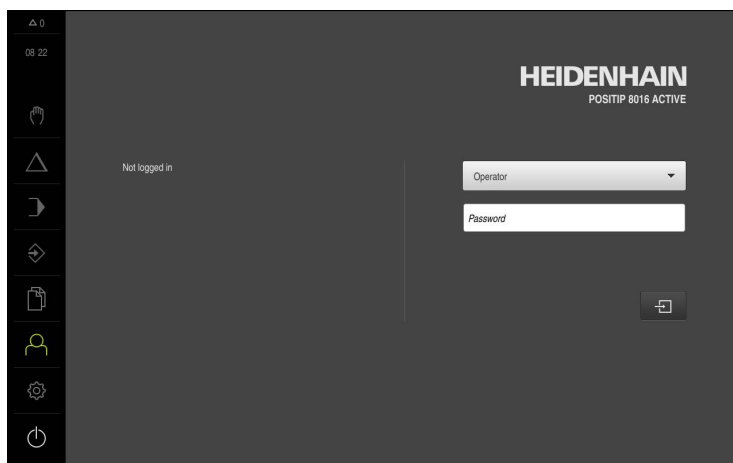 0
08 22
HEIDENHAIN
POSITIP 8016 ACTIVE
Not logged in
Operator
Password